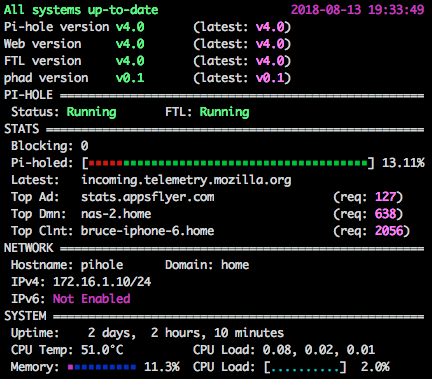 All systems up-to-date 2018-08-13 19:33:49
Pi-hole version v4.0 (latest: v4.0)
Web version v4.0 (latest: v4.0)
FTL version v4.0 (latest: v4.0)
phad version v0.1 (latest: v0.1)
PI-HOLE
Status: Running FTL: Running
STATS
Blocking: 0
Pi-holed: [ ] 13.11%
Latest: incoming.telemetry.mozilla.org
Top Ad: stats.appsflyer.com (req: 127)
Top Dmn: nas-2.home (req: 638)
Top Clnt: bruce-iphone-6.home (req: 2056)
NETWORK
Hostname: pihole Domain: home
IPv4: 172.16.1.10/24
IPv6: Not Enabled
SYSTEM
Uptime: 2 days, 2 hours, 10 minutes
CPU Temp: 51.0°C CPU Load: 0.08, 0.02, 0.01
Memory: 11.3% CPU Load: [..........] 2.0%